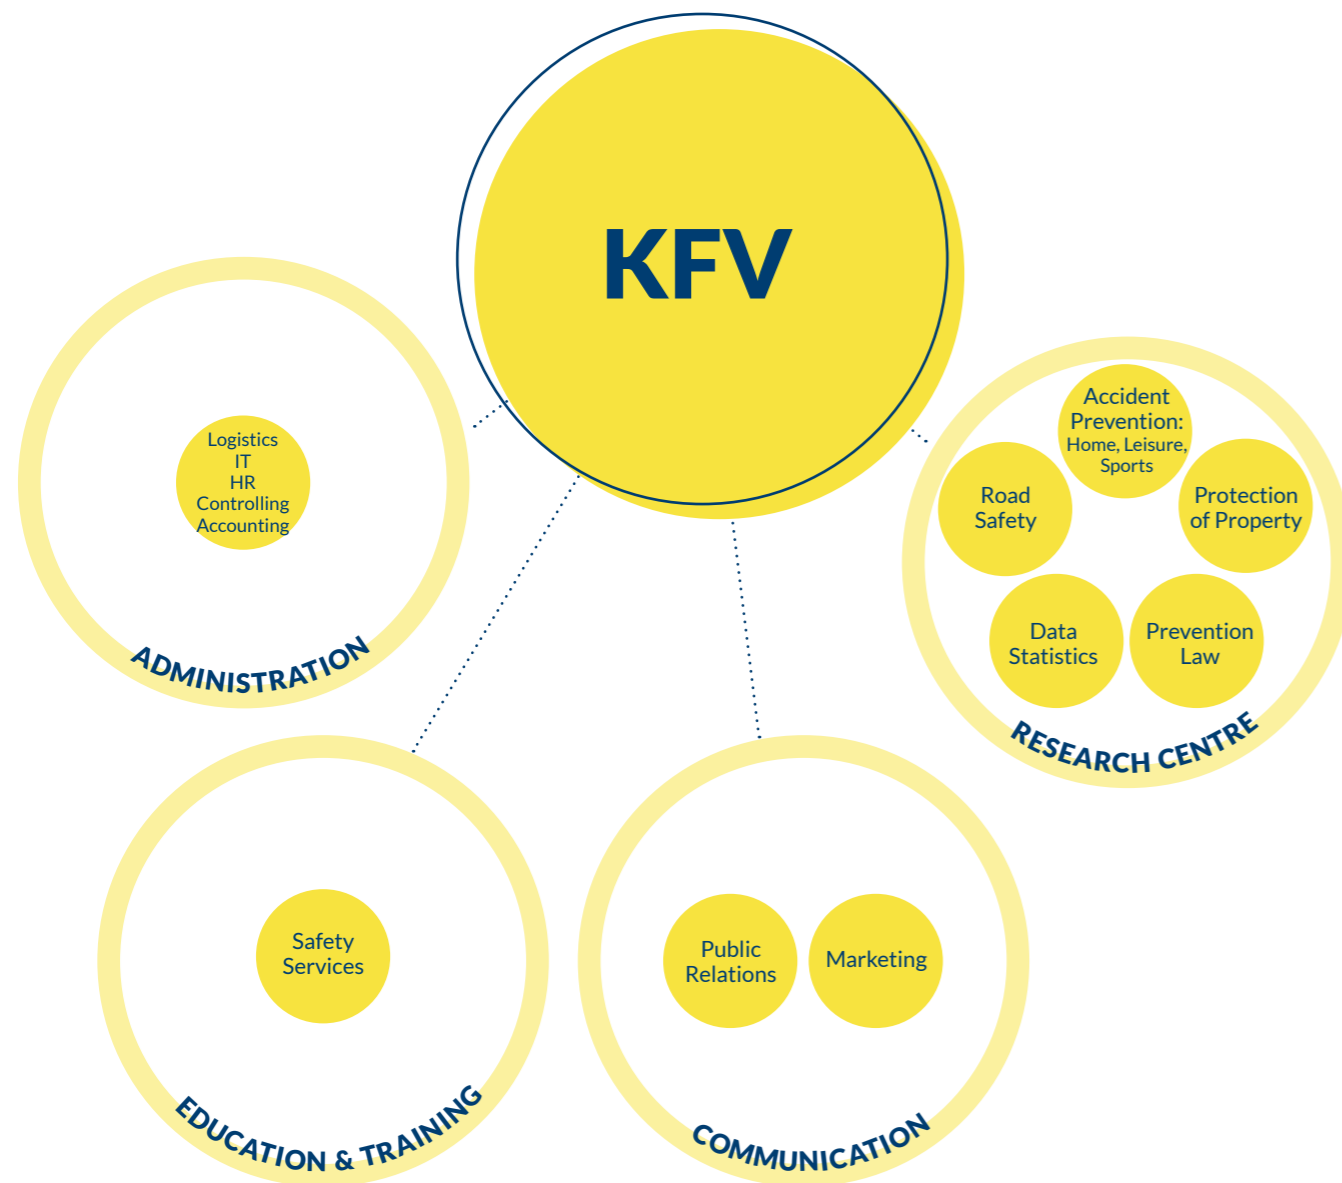 KFV
Logistics
IT
HR
Controlling
Accounting
ADMINISTRATION
Accident
Prevention:
Home, Leisure,
Sports
Road
Safety
Protection
of Property
Data
Statistics
Prevention
Law
RESEARCH CENTRE
Safety
Services
EDUCATION & TRAINING
Public
Relations
Marketing
COMMUNICATION